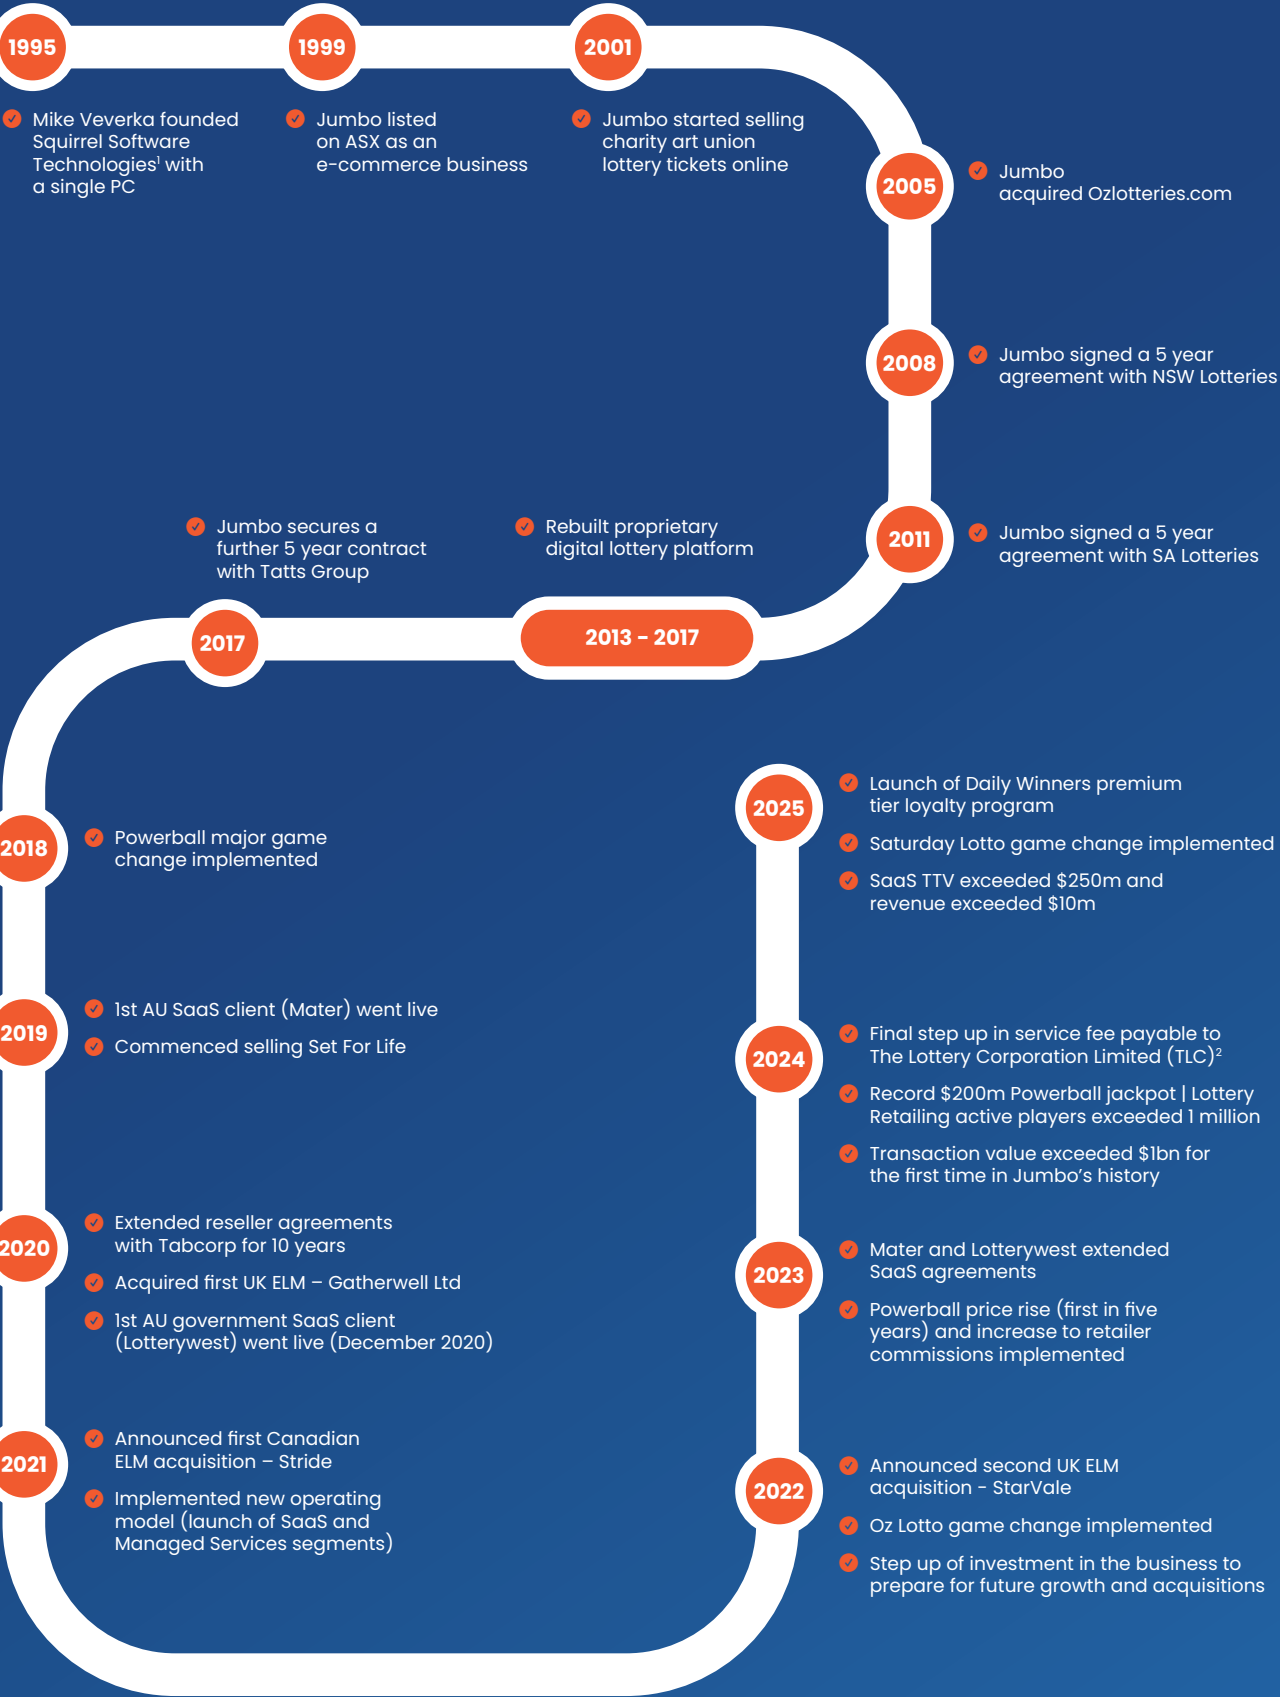 1995
Mike Veverka founded
Squirrel Software
Technologies¹ with
a single PC
1999
Jumbo listed
on ASX as an
e-commerce business
2001
Jumbo started selling
charity art union
lottery tickets online
2005
Jumbo
acquired Ozlotteries.com
2008
Jumbo signed a 5 year
agreement with NSW Lotteries
2011
Jumbo signed a 5 year
agreement with SA Lotteries
Rebuilt proprietary
digital lottery platform
2013 – 2017
Jumbo secures a
further 5 year contract
with Tatts Group
2017
2018
Powerball major game
change implemented
2019
1st AU SaaS client (Mater) went live
Commenced selling Set For Life
2020
Extended reseller agreements
with Tabcorp for 10 years
Acquired first UK ELM – Gatherwell Ltd
1st AU government SaaS client
(Lotterywest) went live (December 2020)
2021
Announced first Canadian
ELM acquisition – Stride
Implemented new operating
model (launch of SaaS and
Managed Services segments)
2022
Announced second UK ELM
acquisition - StarVale
Oz Lotto game change implemented
Step up of investment in the business to
prepare for future growth and acquisitions
2023
Mater and Lotterywest extended
SaaS agreements
Powerball price rise (first in five
years) and increase to retailer
commissions implemented
2024
Final step up in service fee payable to
The Lottery Corporation Limited (TLC)²
Record $200m Powerball jackpot | Lottery
Retailing active players exceeded 1 million
Transaction value exceeded $1bn for
the first time in Jumbo’s history
2025
Launch of Daily Winners premium
tier loyalty program
Saturday Lotto game change implemented
SaaS TTV exceeded $250m and
revenue exceeded $10m